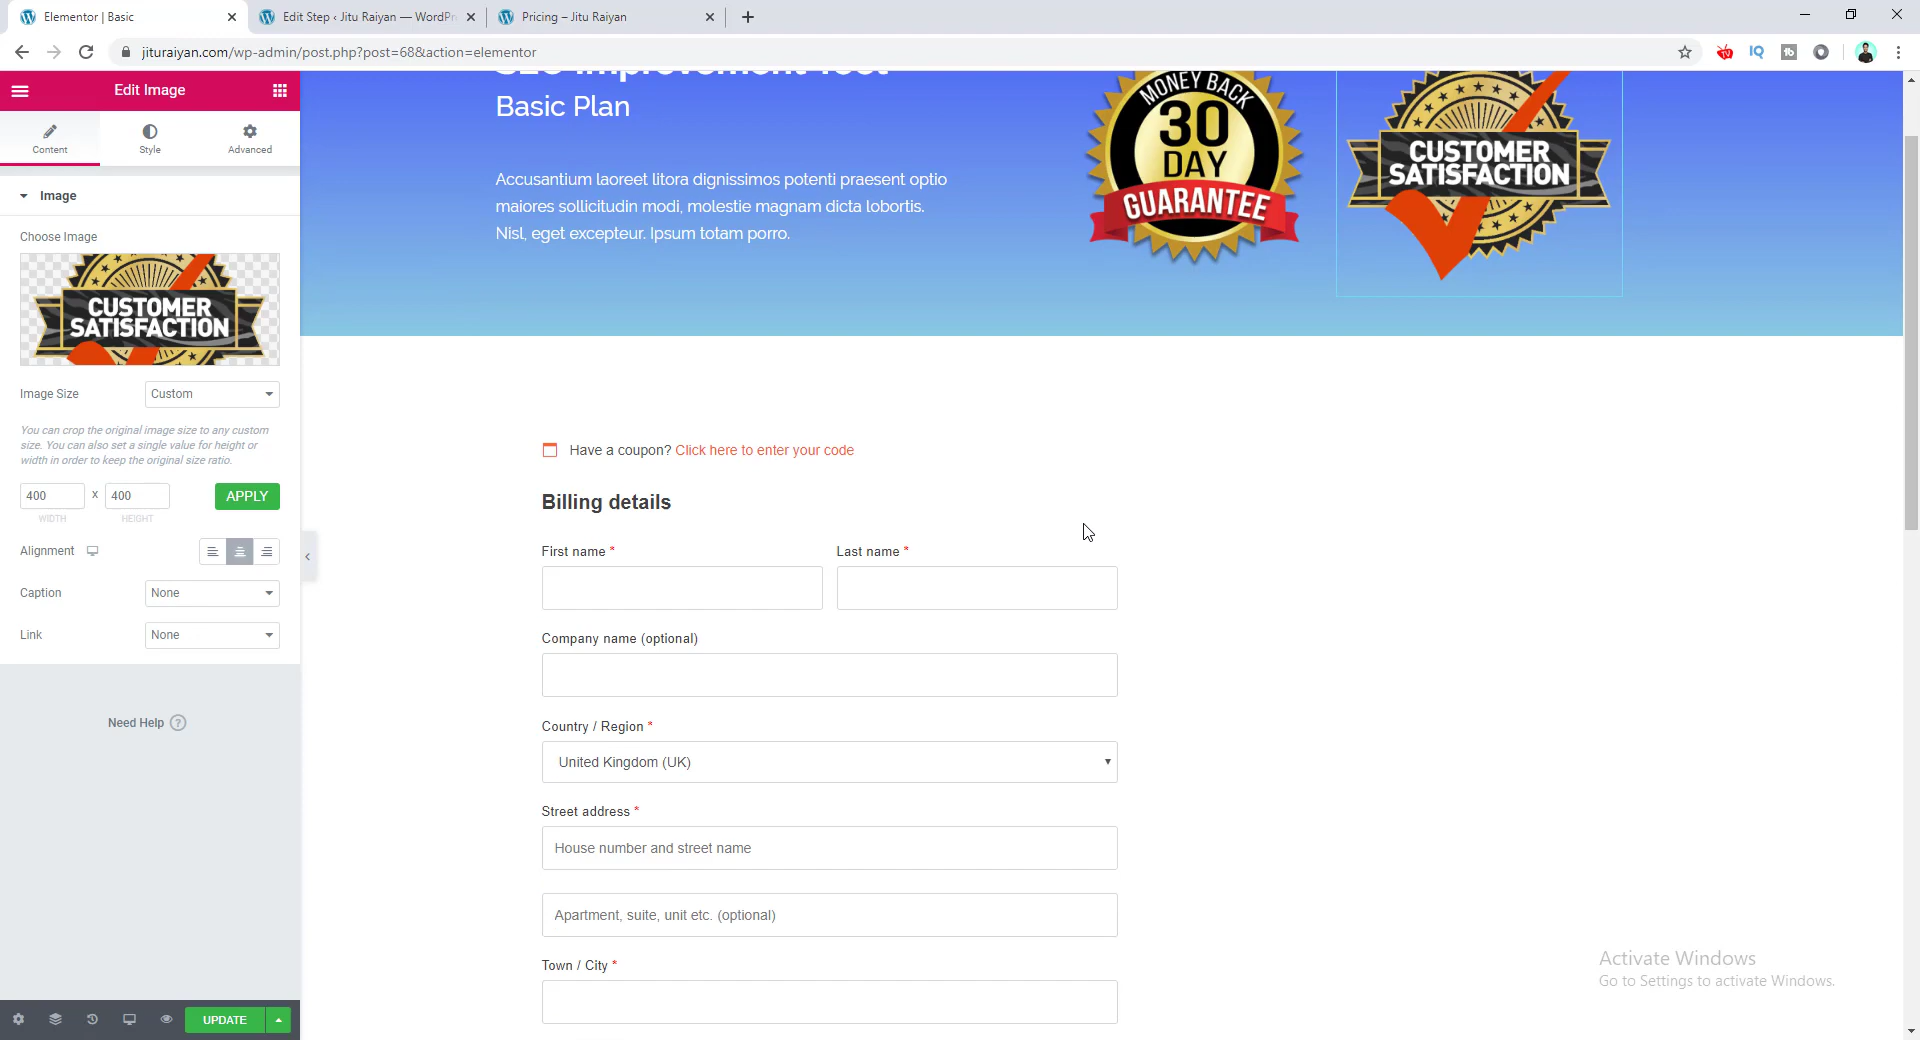 Elementor | Basic
Edit Step ‹ Jitu Raiyan — WordPr
Pricing – Jitu Raiyan
jituraiyan.com/wp-admin/post.php?post=68&action=elementor
Edit Image
Content
Style
Advanced
Image
Choose Image
CUSTOMER
SATISFACTION
Image Size
Custom
You can crop the original image size to any custom
size. You can also set a single value for height or
width in order to keep the original size ratio.
400
x
400
APPLY
WIDTH
HEIGHT
Alignment
Caption
None
Link
None
Need Help
UPDATE
SEO Improvement Tool
Basic Plan
Accusantium laoreet litora dignissimos potenti praesent optio
maiores sollicitudin modi, molestie magnam dicta lobortis.
Nisl, eget excepteur. Ipsum totam porro.
MONEY BACK
30
DAY
GUARANTEE
CUSTOMER
SATISFACTION
Have a coupon? Click here to enter your code
Billing details
First name *
Last name *
Company name (optional)
Country / Region *
United Kingdom (UK)
Street address *
House number and street name
Apartment, suite, unit etc. (optional)
Town / City *
Activate Windows
Go to Settings to activate Windows.